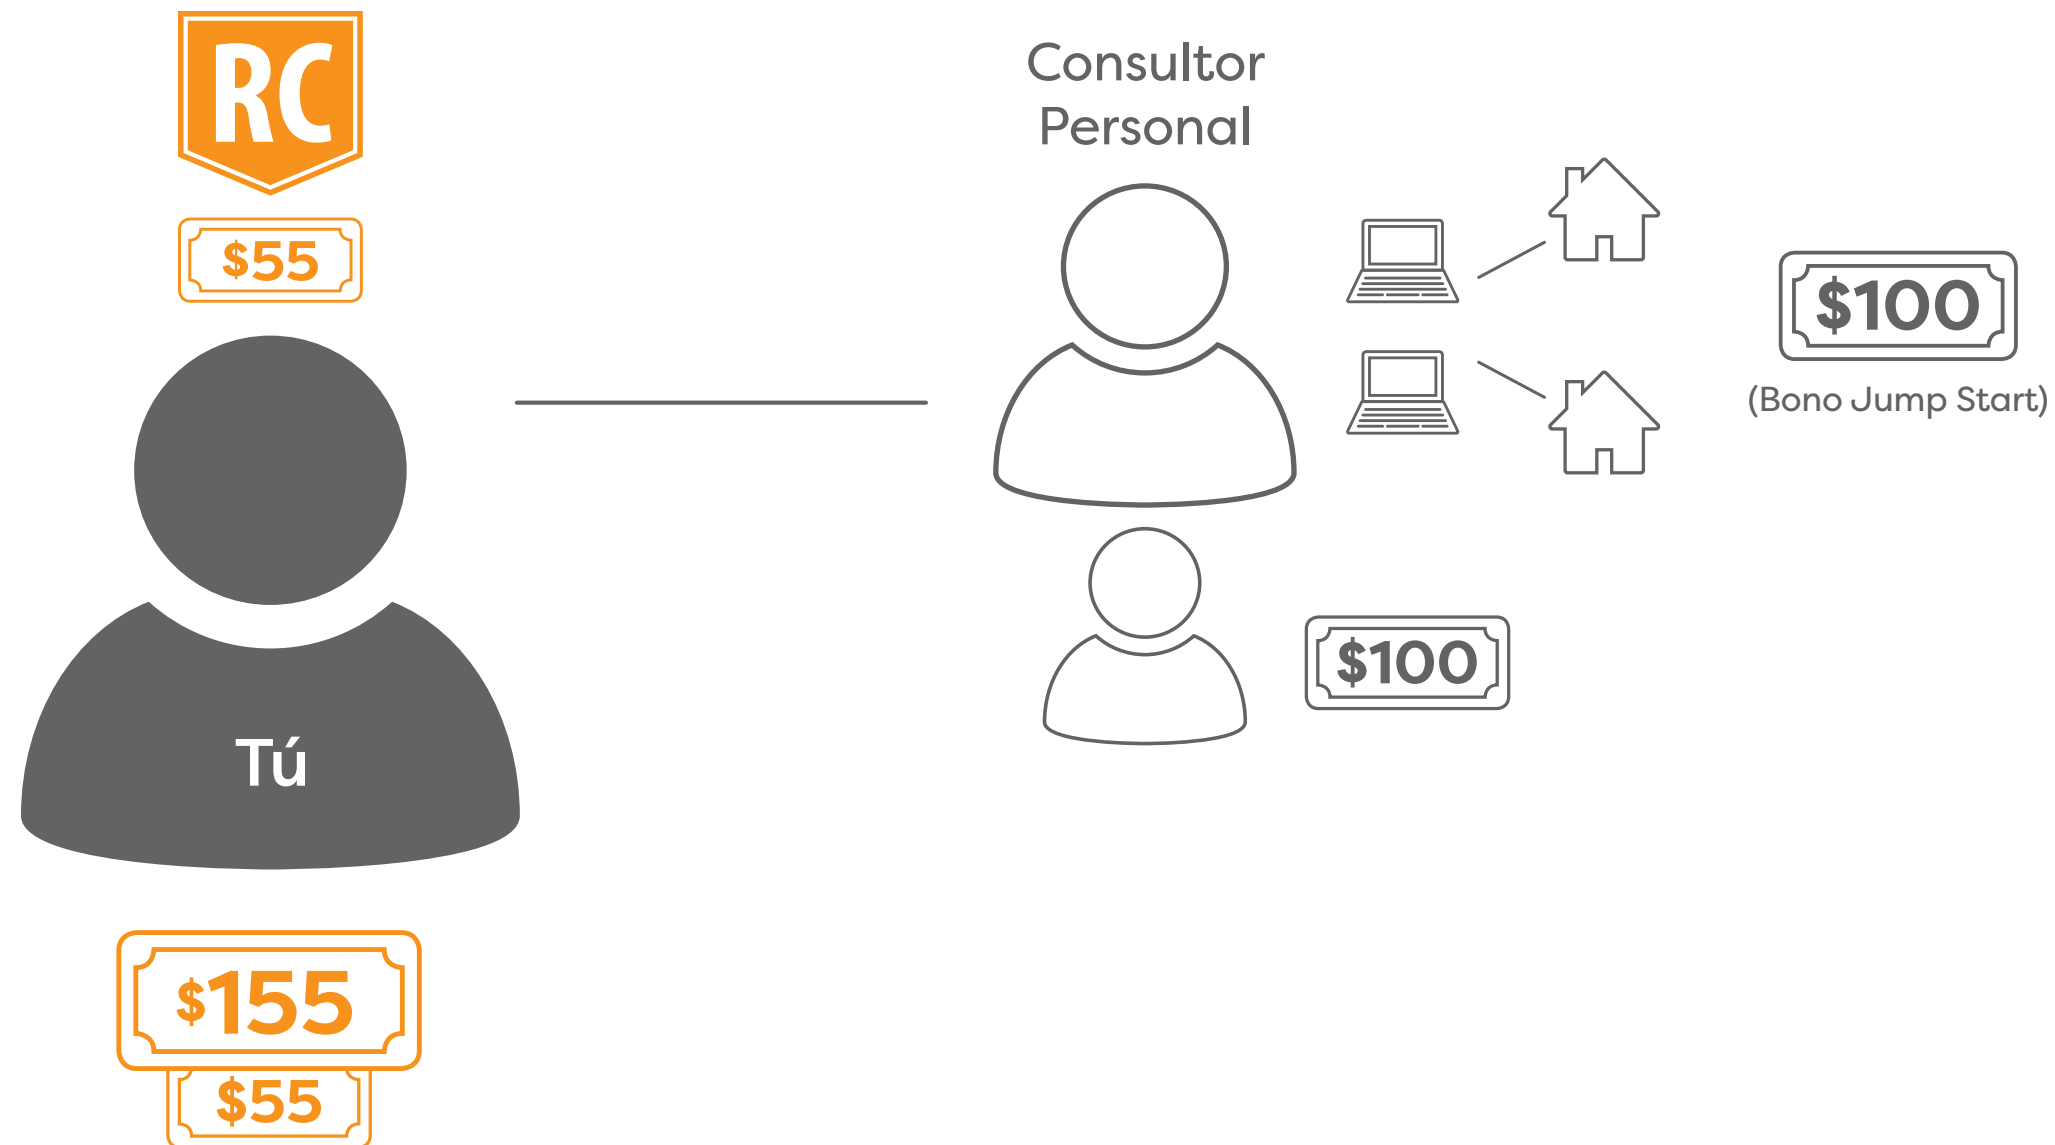 RC
$55
Tú
$155
$55
Consultor
Personal
$100
(Bono Jump Start)
$100